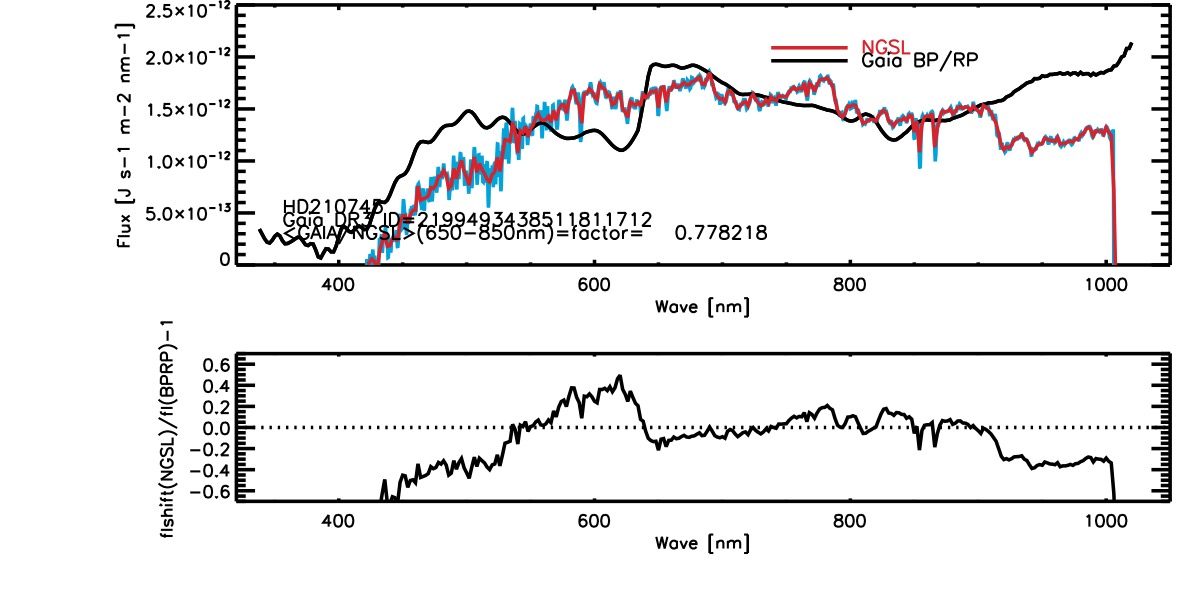 2.5×10⁻¹²
2.0×10⁻¹²
1.5×10⁻¹²
1.0×10⁻¹²
5.0×10⁻¹³
0
Flux [J s−1 m−2 nm−1]
NGSL
Gaia BP/RP
HD210745
Gaia DR3 ID=2199493438511811712
<GAIA/NGSL>(650−850nm)=factor= 0.778218
400 600 800 1000
Wave [nm]
0.6
0.4
0.2
0.0
−0.2
−0.4
−0.6
flshift(NGSL)/fl(BPRP)−1
400 600 800 1000
Wave [nm]